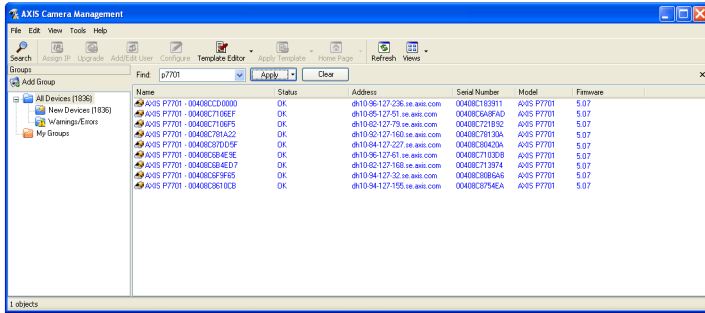 AXIS Camera Management
File Edit View Tools Help
Search Assign IP Upgrade Add/Edit User Configure Template Editor Apply Template Home Page Refresh Views
Groups
Add Group
All Devices (1836)
New Devices (1836)
Warnings/Errors
My Groups
Find: p7701 Apply Clear x
Name Status Address Serial Number Model Firmware
AXIS P7701 - 00408CCD0000 OK dh10-96-127-236.se.axis.com 00408C183911 AXIS P7701 5.07
AXIS P7701 - 00408C7106EF OK dh10-85-127-51.se.axis.com 00408C6A8FAD AXIS P7701 5.07
AXIS P7701 - 00408C7106F5 OK dh10-82-127-79.se.axis.com 00408C721B92 AXIS P7701 5.07
AXIS P7701 - 00408C781A22 OK dh10-92-127-160.se.axis.com 00408C78130A AXIS P7701 5.07
AXIS P7701 - 00408C87DD5F OK dh10-84-127-227.se.axis.com 00408C80420A AXIS P7701 5.07
AXIS P7701 - 00408C6B4E9E OK dh10-96-127-61.se.axis.com 00408C7103DB AXIS P7701 5.07
AXIS P7701 - 00408C6B4ED7 OK dh10-82-127-168.se.axis.com 00408C713974 AXIS P7701 5.07
AXIS P7701 - 00408C6F9F65 OK dh10-94-127-32.se.axis.com 00408C80B6A6 AXIS P7701 5.07
AXIS P7701 - 00408C8610CB OK dh10-94-127-155.se.axis.com 00408C8754EA AXIS P7701 5.07
1 objects